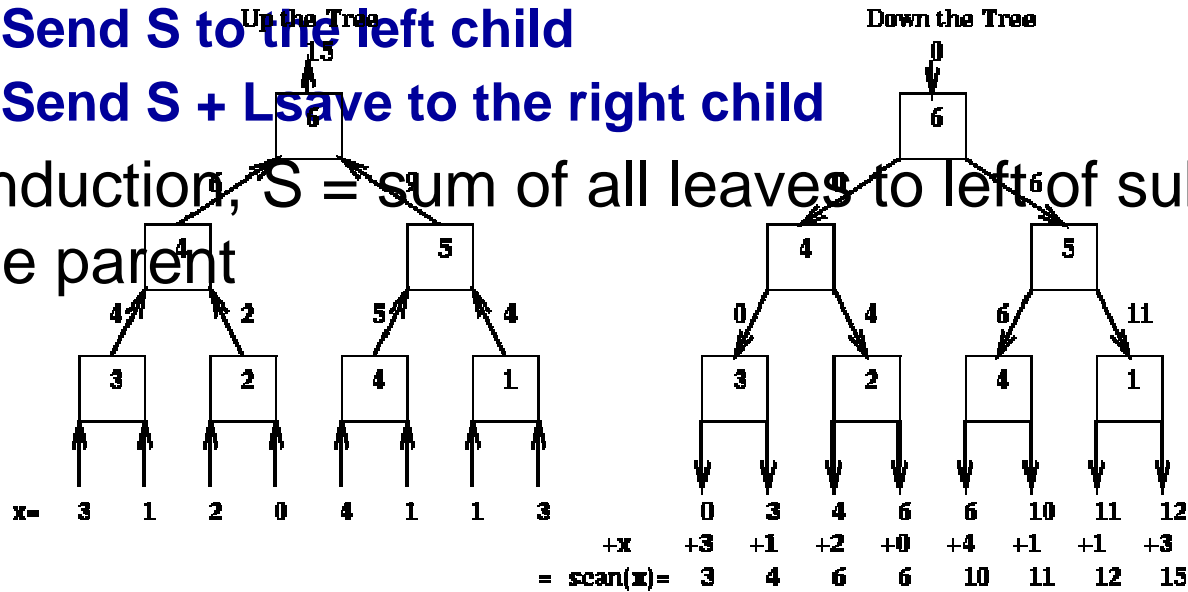 Up the Tree
Down the Tree
Send S to the left child
15
0
Send S + Lsave to the right child
6
6
nduction, S = sum of all leaves to left of su
6
9
0
6
e parent
4
5
4
5
4
2
5
4
0
4
6
11
3
2
4
1
3
2
4
1
x= 3 1 2 0 4 1 1 3
0 3 4 6 6 10 11 12
+x +3 +1 +2 +0 +4 +1 +1 +3
= scan(x)= 3 4 6 6 10 11 12 15